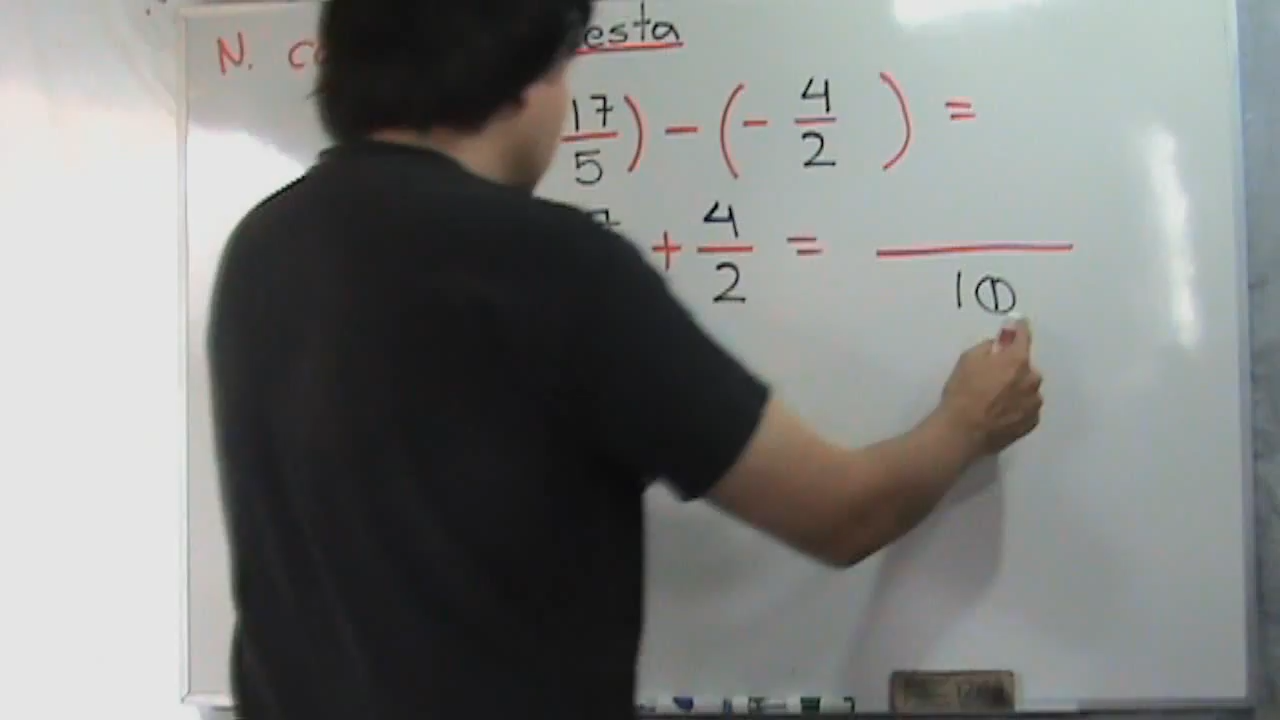 N. esta
17/5) - (- 4/2) =
+ 4/2 = /10